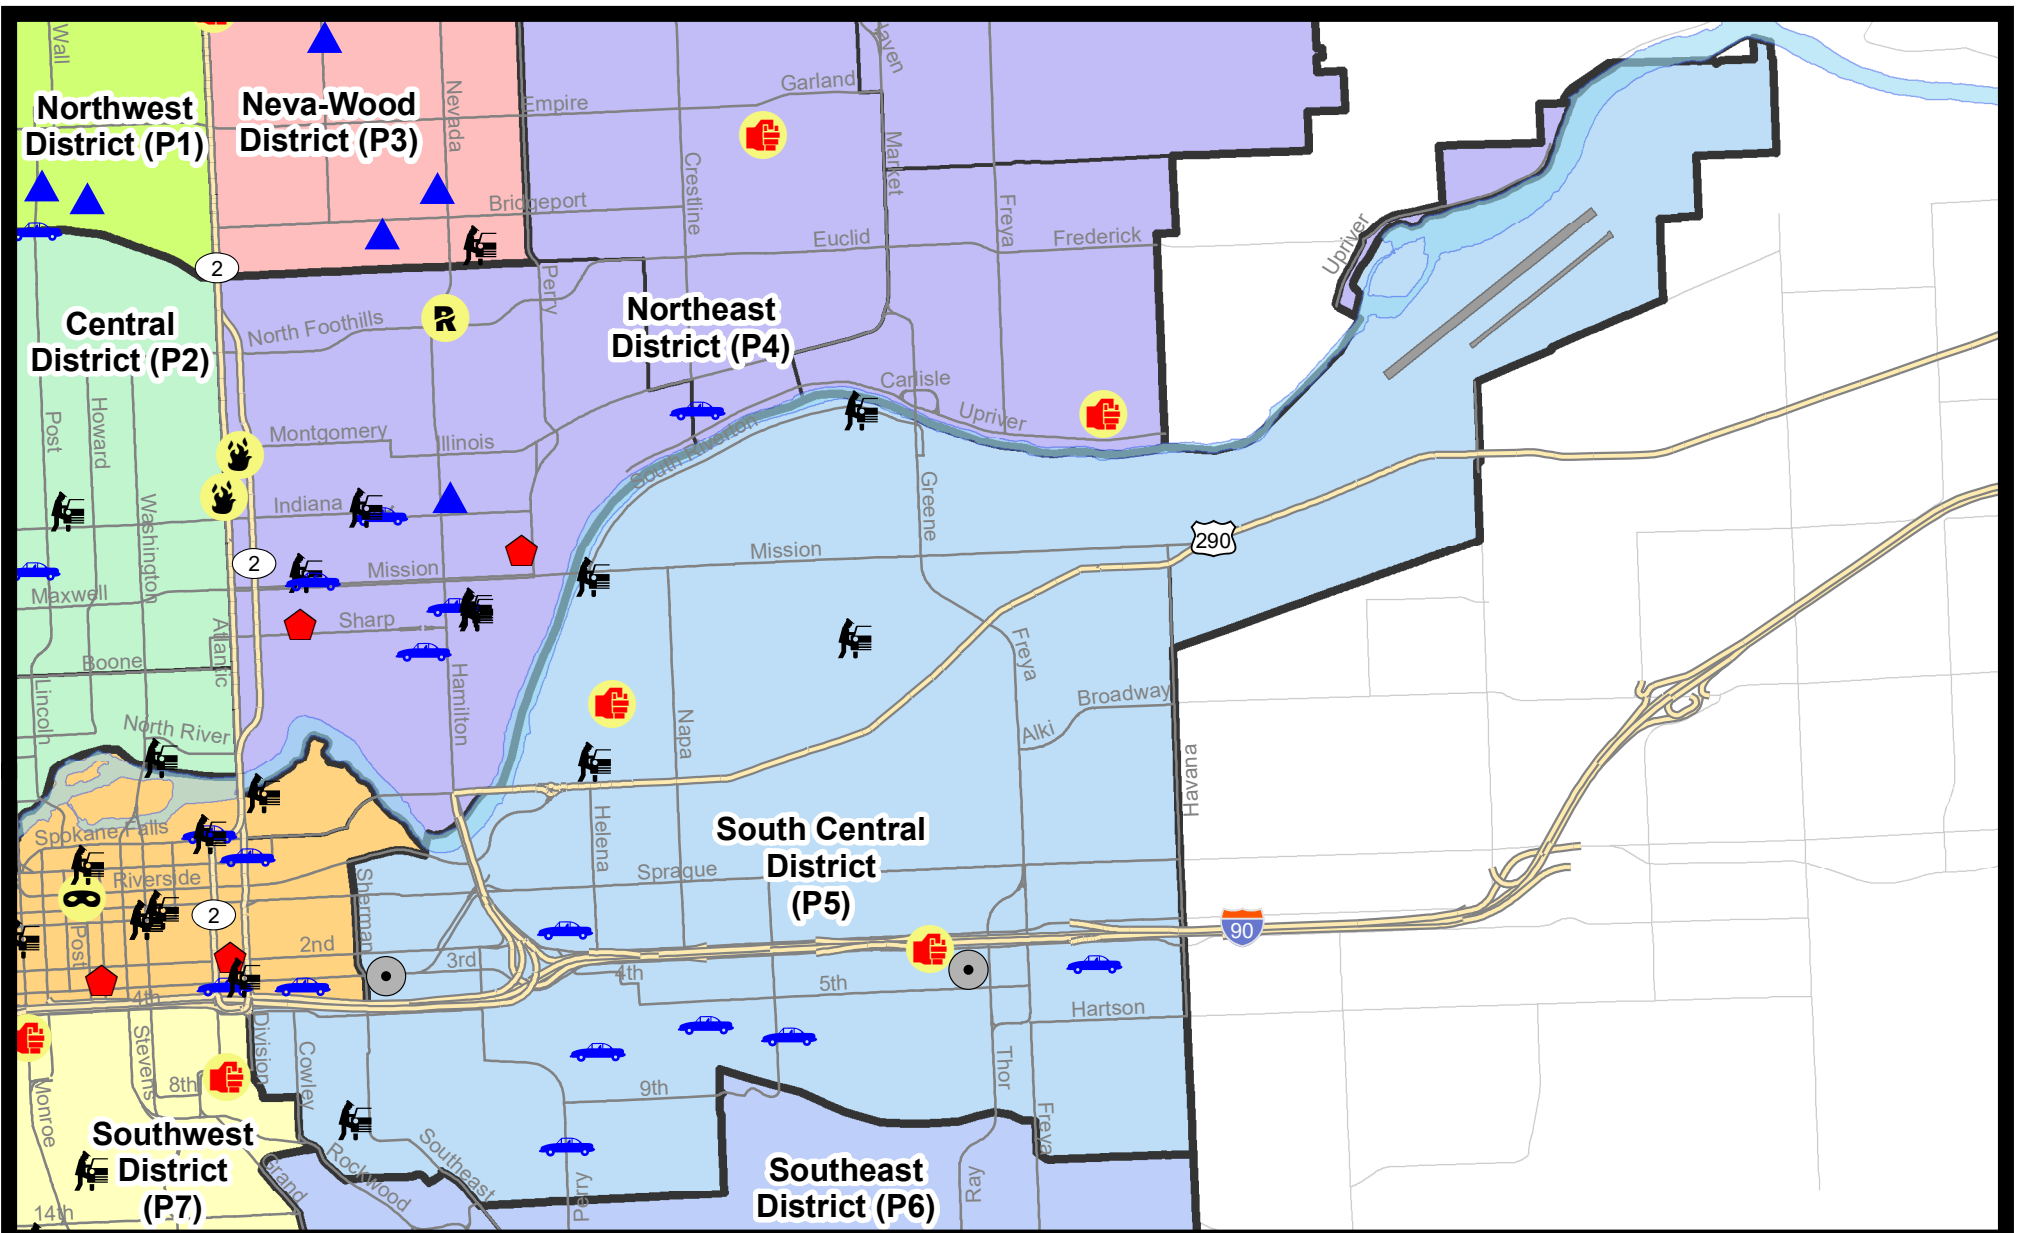 Wall
Northwest
District (P1)
Neva-Wood
District (P3)
Nevada
Empire
Garland
Haven
Market
Crestline
Bridgeport
Euclid
Freya
Frederick
Upriver
2
Perry
Central
District (P2)
North Foothills
Northeast
District (P4)
Carlisle
Upriver
Post
Howard
Washington
Montgomery
Illinois
South Riverton
Greene
Indiana
290
2
Mission
Mission
Maxwell
Sharp
Atlantic
Boone
Lincoln
Hamilton
Freya
Broadway
Alki
Napa
North River
Havana
Helena
Spokane Falls
South Central
District
(P5)
Riverside
Sprague
Sherman
2
Post
2nd
3rd
90
4th
4th
5th
Hartson
Division
Stevens
Cowley
Monroe
8th
9th
Thor
Freya
Southwest
District
(P7)
Grand
Rockwood
Southeast
Perry
Southeast
District (P6)
Ray
14th